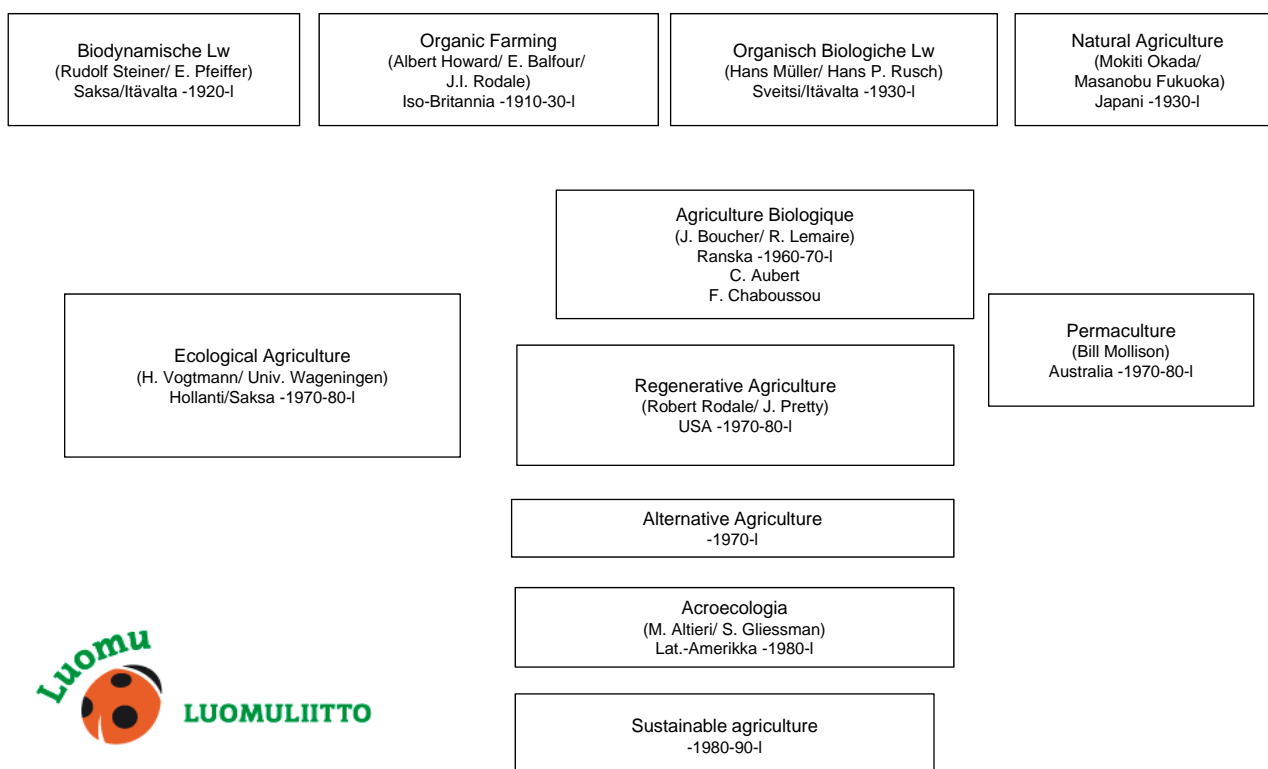 Biodynamische Lw
(Rudolf Steiner/ E. Pfeiffer)
Saksa/Itävalta -1920-l
Organic Farming
(Albert Howard/ E. Balfour/
J.I. Rodale)
Iso-Britannia -1910-30-l
Organisch Biologiche Lw
(Hans Müller/ Hans P. Rusch)
Sveitsi/Itävalta -1930-l
Natural Agriculture
(Mokiti Okada/
Masanobu Fukuoka)
Japani -1930-l
Agriculture Biologique
(J. Boucher/ R. Lemaire)
Ranska -1960-70-l
C. Aubert
F. Chaboussou
Ecological Agriculture
(H. Vogtmann/ Univ. Wageningen)
Hollanti/Saksa -1970-80-l
Permaculture
(Bill Mollison)
Australia -1970-80-l
Regenerative Agriculture
(Robert Rodale/ J. Pretty)
USA -1970-80-l
Alternative Agriculture
-1970-l
Acroecologia
(M. Altieri/ S. Gliessman)
Lat.-Amerikka -1980-l
Sustainable agriculture
-1980-90-l
Luomu
LUOMULIITTO